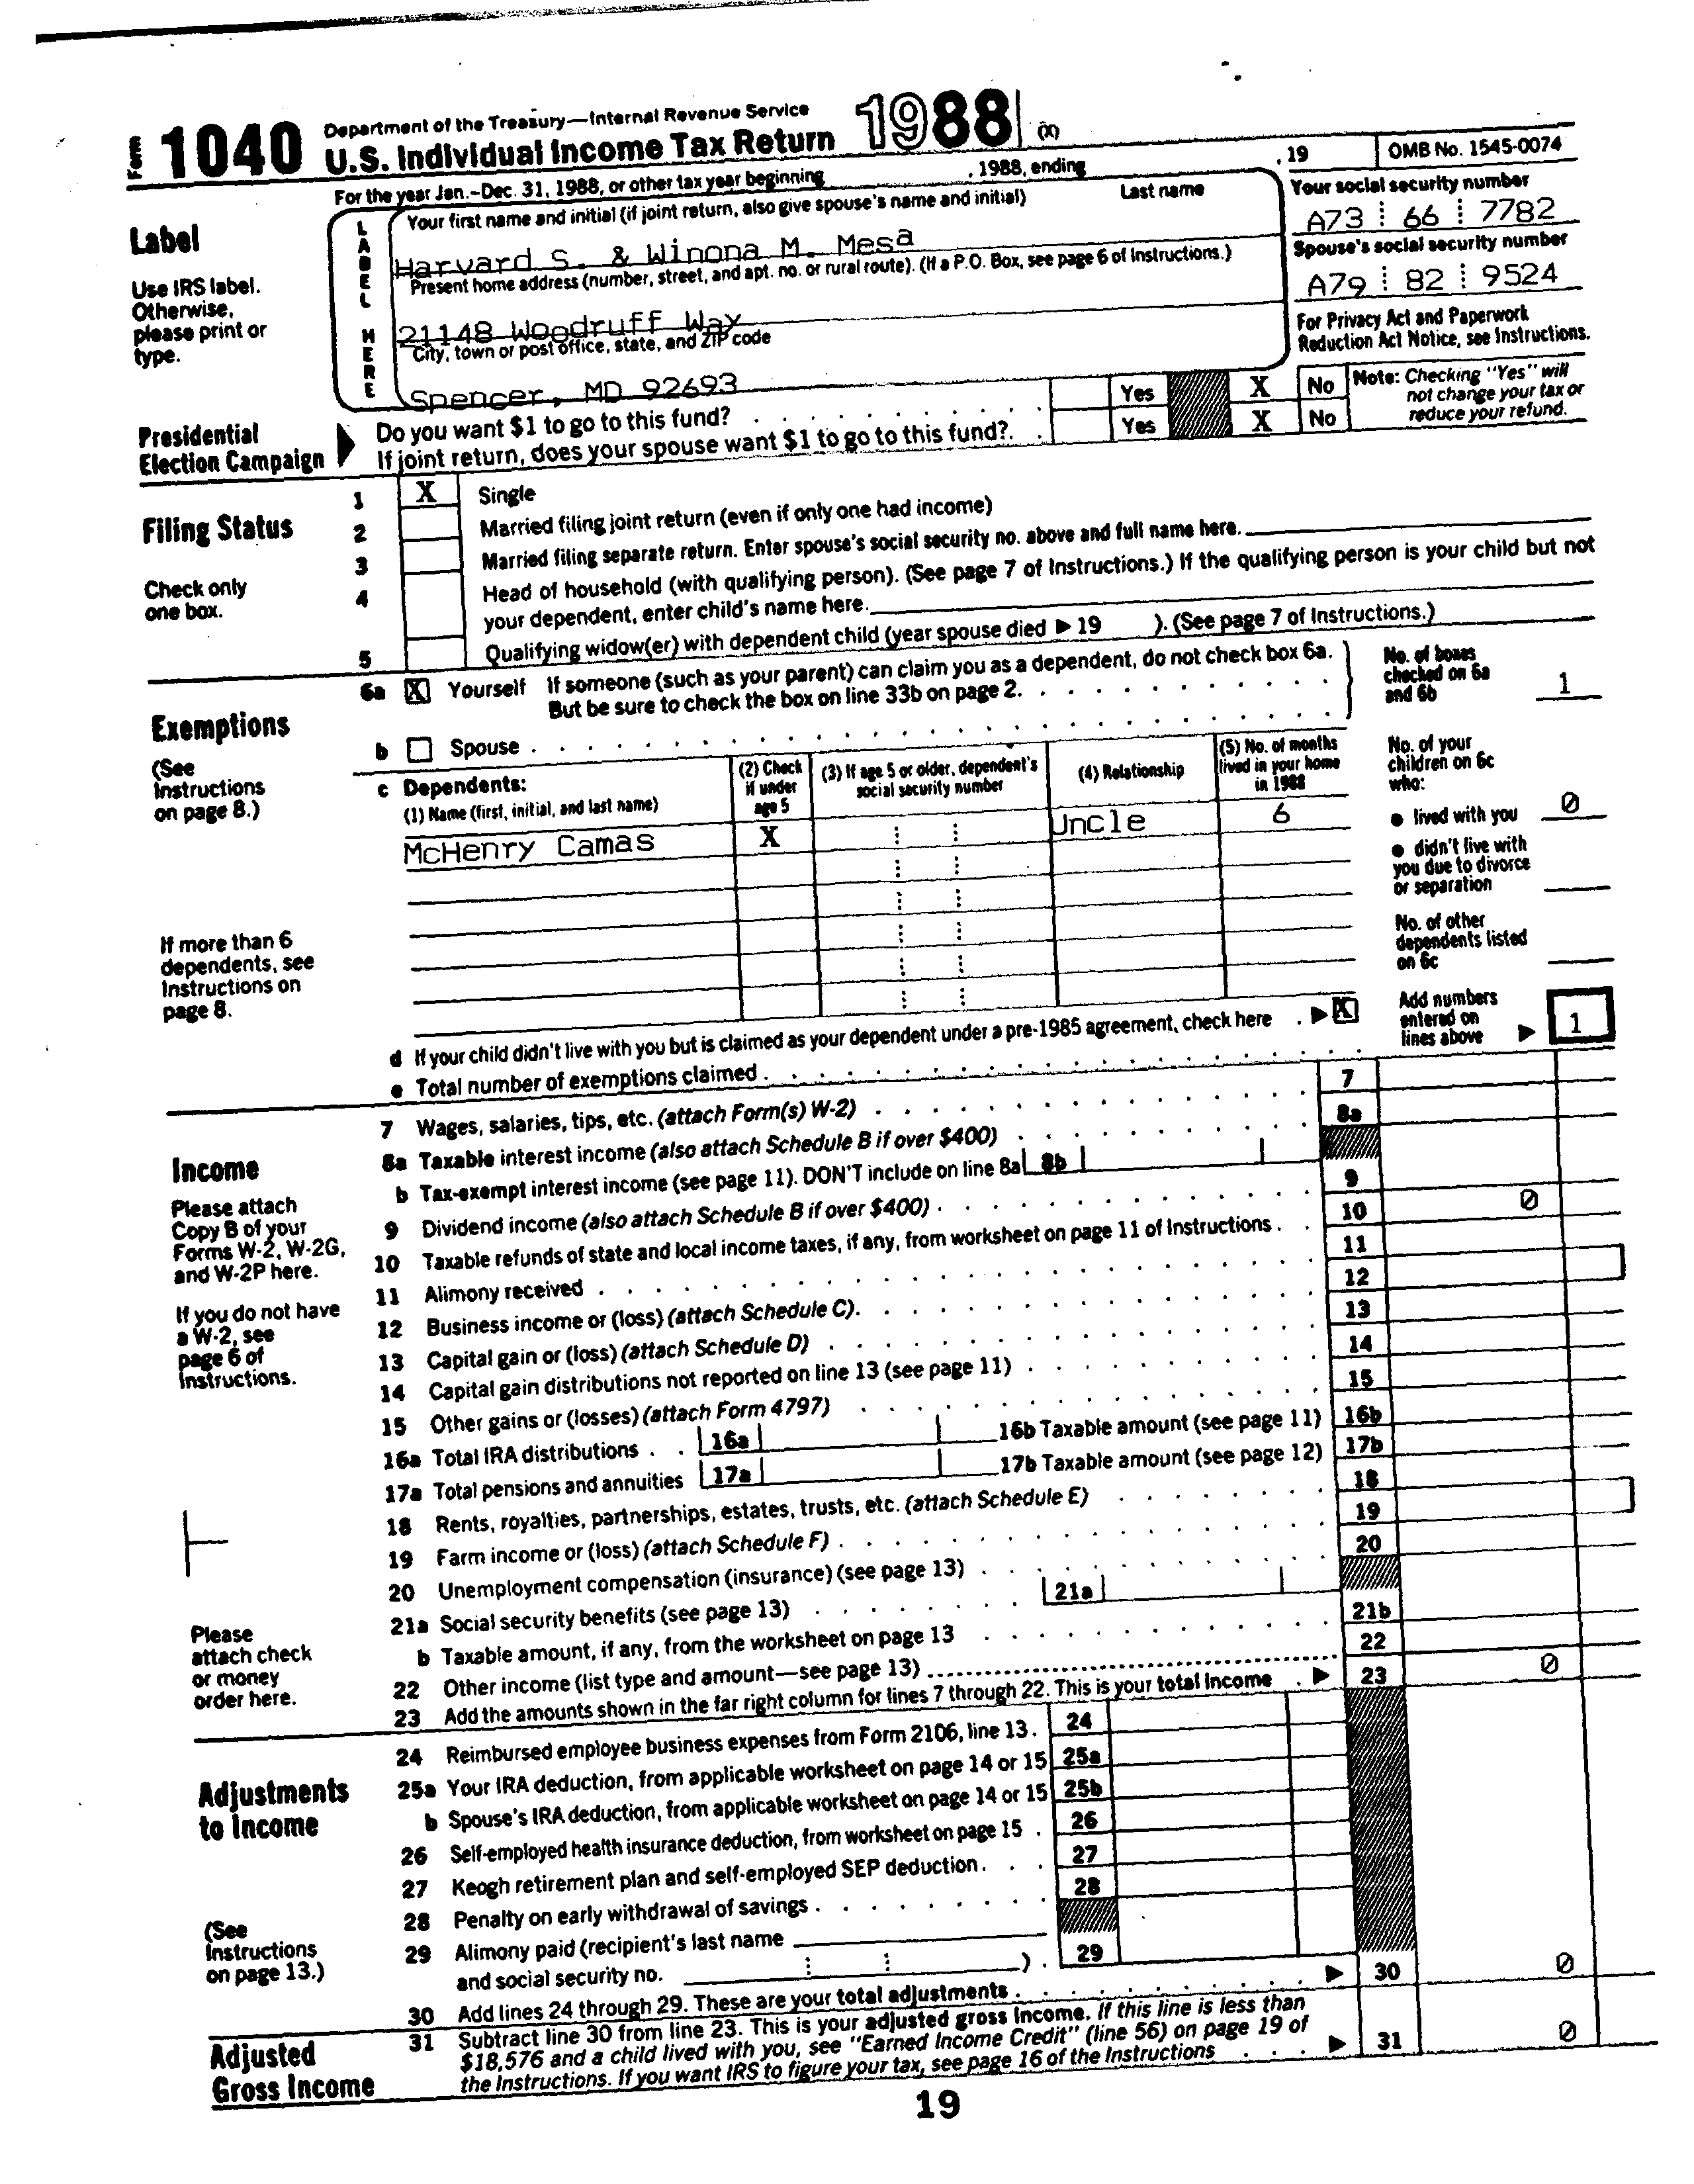 Form 1040 Department of the Treasury—Internal Revenue Service
U.S. Individual Income Tax Return 1988 (X)
For the year Jan.-Dec. 31, 1988, or other tax year beginning , 1988, ending , 19 OMB No. 1545-0074
Label
Use IRS label.
Otherwise,
please print or
type.
LABEL HERE
Your first name and initial (if joint return, also give spouse's name and initial) Last name
Harvard S. & Winona M. Mesa
Present home address (number, street, and apt. no. or rural route). (If a P.O. Box, see page 6 of Instructions.)
21148 Woodruff Way
City, town or post office, state, and ZIP code
Spencer, MD 92693
Your social security number
A73 66 7782
Spouse's social security number
A79 82 9524
For Privacy Act and Paperwork
Reduction Act Notice, see Instructions.
Presidential
Election Campaign
Do you want $1 to go to this fund? Yes X No
If joint return, does your spouse want $1 to go to this fund?. Yes X No
Note: Checking "Yes" will
not change your tax or
reduce your refund.
Filing Status
Check only
one box.
1 X Single
2 Married filing joint return (even if only one had income)
3 Married filing separate return. Enter spouse's social security no. above and full name here.
4 Head of household (with qualifying person). (See page 7 of Instructions.) If the qualifying person is your child but not
your dependent, enter child's name here.
5 Qualifying widow(er) with dependent child (year spouse died ▶ 19 ). (See page 7 of Instructions.)
Exemptions
(See
Instructions
on page 8.)
6a X Yourself If someone (such as your parent) can claim you as a dependent, do not check box 6a.
But be sure to check the box on line 33b on page 2.
b Spouse
No. of boxes
checked on 6a
and 6b 1
c Dependents:
(1) Name (first, initial, and last name)
(2) Check
if under
age 5
(3) If age 5 or older, dependent's
social security number
(4) Relationship
(5) No. of months
lived in your home
in 1988
McHenry Camas X Uncle 6
No. of your
children on 6c
who:
● lived with you 0
● didn't live with
you due to divorce
or separation
No. of other
dependents listed
on 6c
If more than 6
dependents, see
Instructions on
page 8.
d If your child didn't live with you but is claimed as your dependent under a pre-1985 agreement, check here ▶ X
e Total number of exemptions claimed
Add numbers
entered on
lines above ▶ 1
Income
Please attach
Copy B of your
Forms W-2, W-2G,
and W-2P here.
If you do not have
a W-2, see
page 6 of
Instructions.
Please
attach check
or money
order here.
7 Wages, salaries, tips, etc. (attach Form(s) W-2) 7
8a Taxable interest income (also attach Schedule B if over $400) 8a
b Tax-exempt interest income (see page 11). DON'T include on line 8a 8b
9 Dividend income (also attach Schedule B if over $400) 9
10 Taxable refunds of state and local income taxes, if any, from worksheet on page 11 of Instructions 10 0
11 Alimony received 11
12 Business income or (loss) (attach Schedule C). 12
13 Capital gain or (loss) (attach Schedule D) 13
14 Capital gain distributions not reported on line 13 (see page 11) 14
15 Other gains or (losses) (attach Form 4797) 15
16a Total IRA distributions 16a 16b Taxable amount (see page 11) 16b
17a Total pensions and annuities 17a 17b Taxable amount (see page 12) 17b
18 Rents, royalties, partnerships, estates, trusts, etc. (attach Schedule E) 18
19 Farm income or (loss) (attach Schedule F) 19
20 Unemployment compensation (insurance) (see page 13) 20
21a Social security benefits (see page 13) 21a
b Taxable amount, if any, from the worksheet on page 13 21b
22 Other income (list type and amount—see page 13) 22
23 Add the amounts shown in the far right column for lines 7 through 22. This is your total income ▶ 23 0
Adjustments
to Income
(See
Instructions
on page 13.)
24 Reimbursed employee business expenses from Form 2106, line 13. 24
25a Your IRA deduction, from applicable worksheet on page 14 or 15 25a
b Spouse's IRA deduction, from applicable worksheet on page 14 or 15 25b
26 Self-employed health insurance deduction, from worksheet on page 15 26
27 Keogh retirement plan and self-employed SEP deduction 27
28 Penalty on early withdrawal of savings 28
29 Alimony paid (recipient's last name
and social security no. ). 29
30 Add lines 24 through 29. These are your total adjustments ▶ 30 0
Adjusted
Gross Income
31 Subtract line 30 from line 23. This is your adjusted gross income. If this line is less than
$18,576 and a child lived with you, see "Earned Income Credit" (line 56) on page 19 of
the Instructions. If you want IRS to figure your tax, see page 16 of the Instructions ▶ 31 0
19